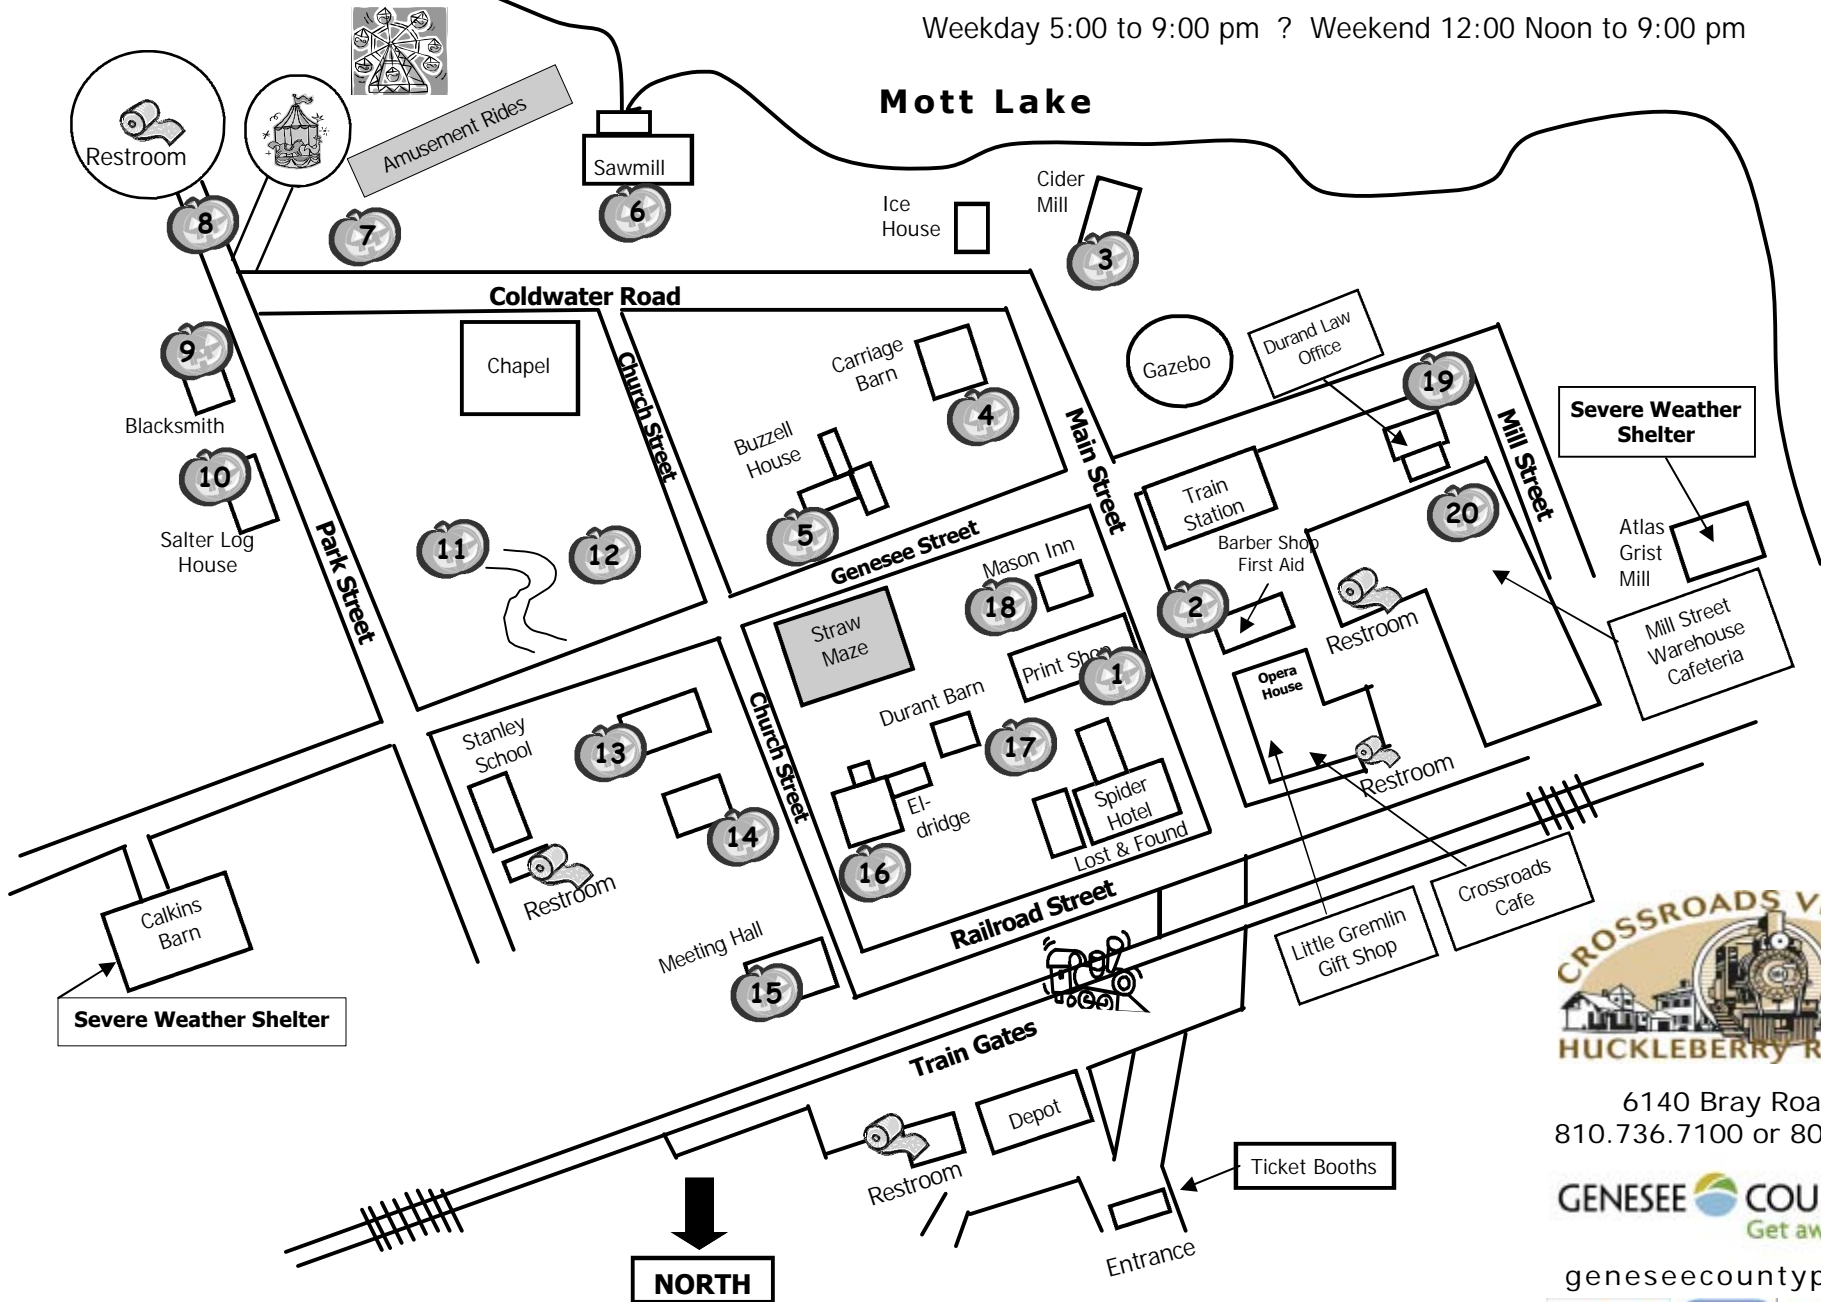 Weekday 5:00 to 9:00 pm ? Weekend 12:00 Noon to 9:00 pm
Mott Lake
Restroom
Amusement Rides
Sawmill
Cider
Mill
Ice
House
8
7
6
3
Coldwater Road
Durand Law
Office
Gazebo
9
Chapel
Church Street
Carriage
Barn
4
Main Street
19
Mill Street
Severe Weather
Shelter
Blacksmith
Buzzell
House
10
Salter Log
House
Park Street
11
12
5
Genesee Street
Train
Station
20
Barber Shop
First Aid
Atlas
Grist
Mill
Mason Inn
18
2
Restroom
Mill Street
Warehouse
Cafeteria
Straw
Maze
Print Shop
1
Opera
House
Durant Barn
17
Stanley
School
13
Church Street
Restroom
El-
dridge
Spider
Hotel
Lost & Found
14
16
Restroom
Calkins
Barn
Railroad Street
Crossroads
Cafe
Little Gremlin
Gift Shop
Meeting Hall
15
Severe Weather Shelter
Train Gates
CROSSROADS V
HUCKLEBERRY R
Depot
Restroom
Ticket Booths
Entrance
NORTH
6140 Bray Roa
810.736.7100 or 80
GENESEE COU
Get aw
geneseecountyp